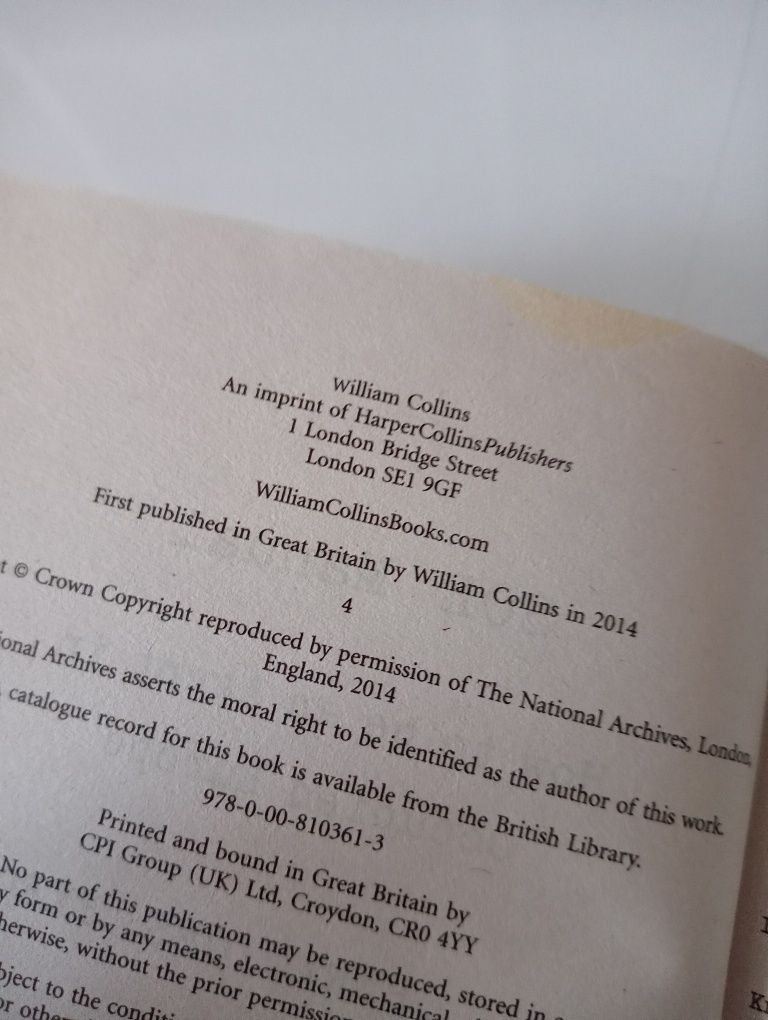 William Collins
An imprint of HarperCollinsPublishers
1 London Bridge Street
London SE1 9GF
WilliamCollinsBooks.com
First published in Great Britain by William Collins in 2014
4
© Crown Copyright reproduced by permission of The National Archives, London,
England, 2014
Archives asserts the moral right to be identified as the author of this work.
catalogue record for this book is available from the British Library.
978-0-00-810361-3
Printed and bound in Great Britain by
CPI Group (UK) Ltd, Croydon, CR0 4YY
No part of this publication may be reproduced, stored in
form or by any means, electronic, mechanical,
without the prior
to the